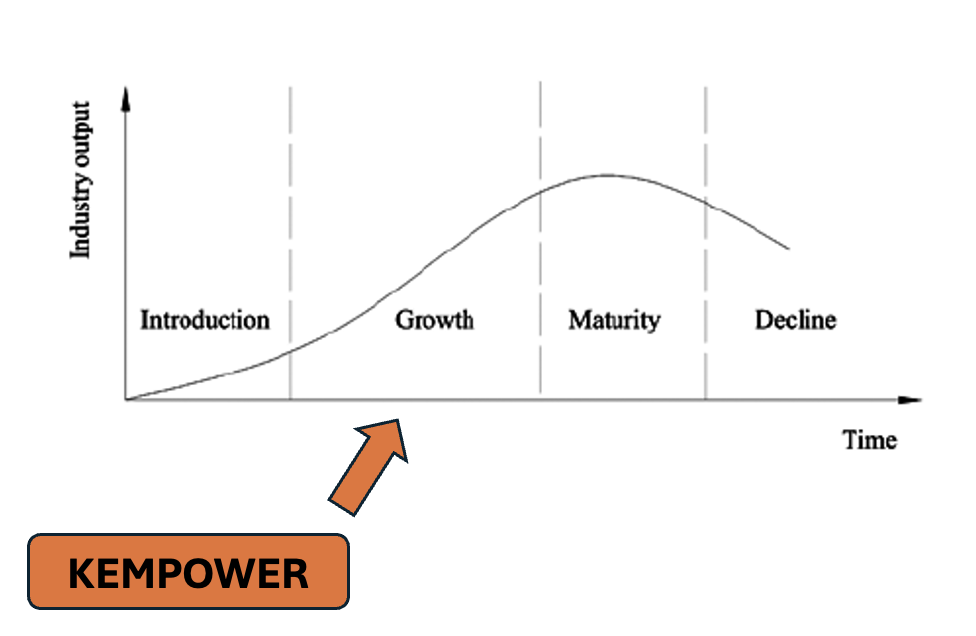 Industry output
Introduction
Growth
Maturity
Decline
Time
KEMPOWER